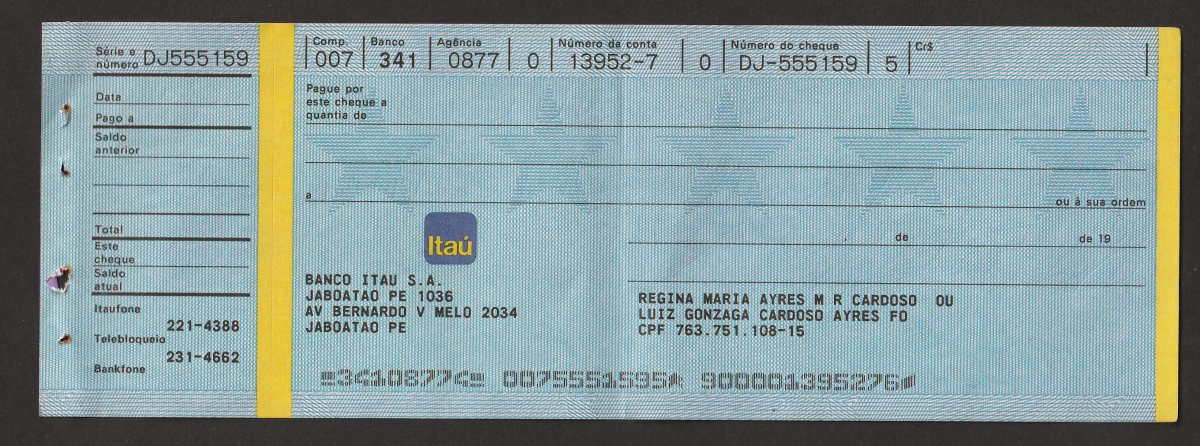 Série e
número DJ555159
Data
Pago a
Saldo
anterior
Total
Este
cheque
Saldo
atual
Itaufone
221-4388
Telebloqueio
231-4662
Bankfone
Comp. Banco Agência Número da conta Número do cheque Cr$
007 341 0877 0 13952-7 0 DJ-555159 5
Pague por
este cheque a
quantia de
a ou à sua ordem
de de 19
Itaú
BANCO ITAU S.A.
JABOATAO PE 1036
AV BERNARDO V MELO 2034
JABOATAO PE
REGINA MARIA AYRES M R CARDOSO OU
LUIZ GONZAGA CARDOSO AYRES FO
CPF 763.751.108-15
34108774 0075551595 900001395276